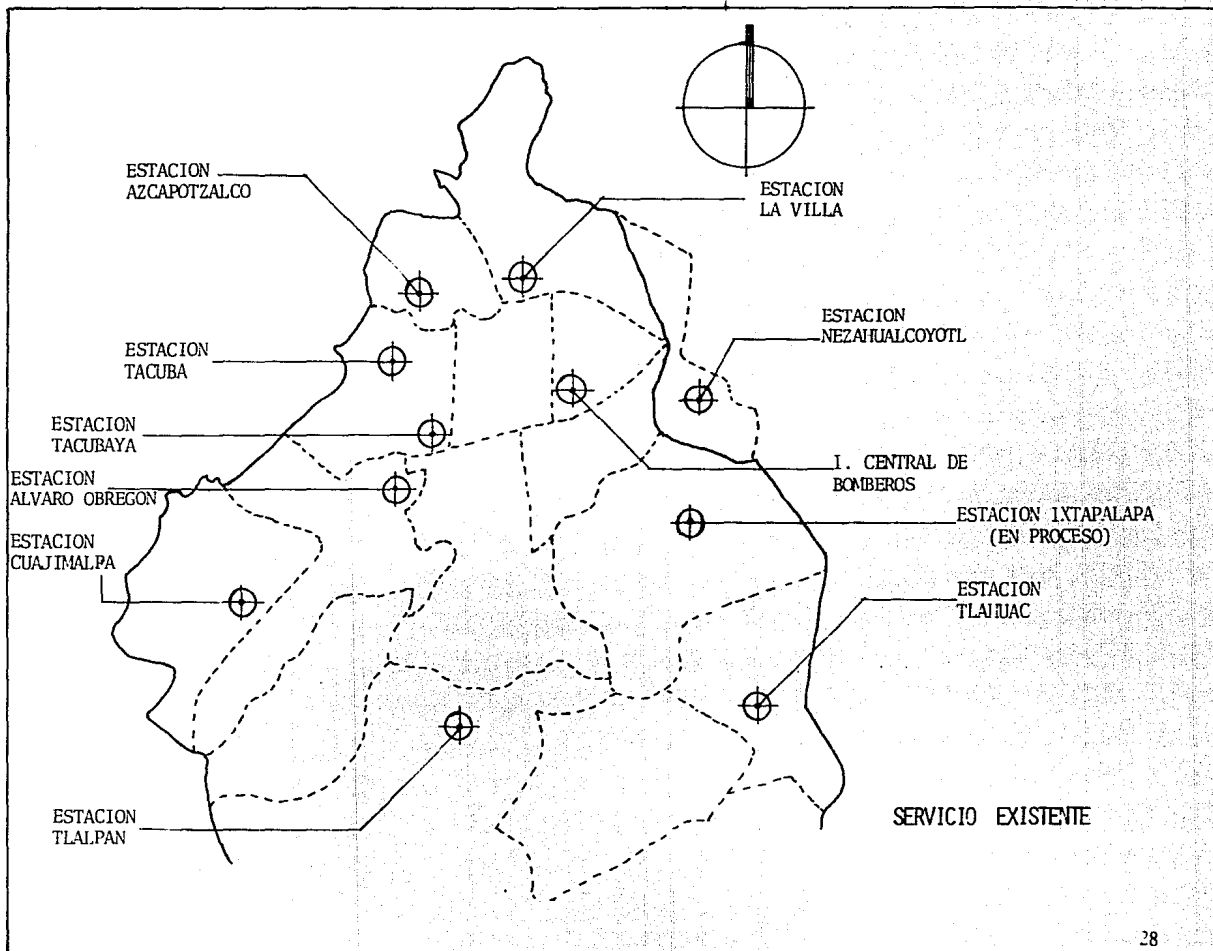 ESTACION
AZCAPOTZALCO
ESTACION
LA VILLA
ESTACION
NEZAHUALCOYOTL
ESTACION
TACUBA
ESTACION
TACUBAYA
I. CENTRAL DE
BOMBEROS
ESTACION
ALVARO OBREGON
ESTACION IXTAPALAPA
(EN PROCESO)
ESTACION
CUAJIMALPA
ESTACION
TLAHUAC
ESTACION
TLALPAN
SERVICIO EXISTENTE
28